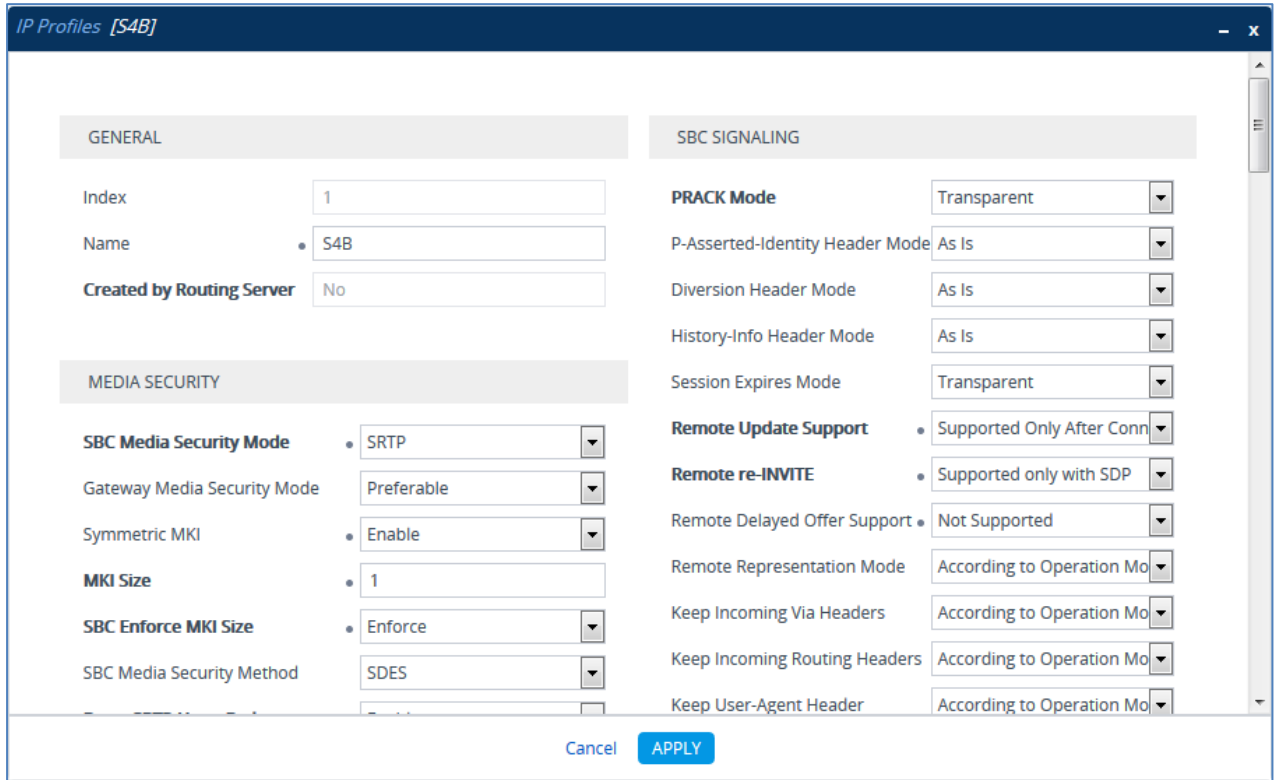 IP Profiles [S4B]
– x
GENERAL
Index 1
Name S4B
Created by Routing Server No
MEDIA SECURITY
SBC Media Security Mode SRTP
Gateway Media Security Mode Preferable
Symmetric MKI Enable
MKI Size 1
SBC Enforce MKI Size Enforce
SBC Media Security Method SDES
SBC SIGNALING
PRACK Mode Transparent
P-Asserted-Identity Header Mode As Is
Diversion Header Mode As Is
History-Info Header Mode As Is
Session Expires Mode Transparent
Remote Update Support Supported Only After Conn
Remote re-INVITE Supported only with SDP
Remote Delayed Offer Support Not Supported
Remote Representation Mode According to Operation Mo
Keep Incoming Via Headers According to Operation Mo
Keep Incoming Routing Headers According to Operation Mo
Keep User-Agent Header According to Operation Mo
Cancel APPLY